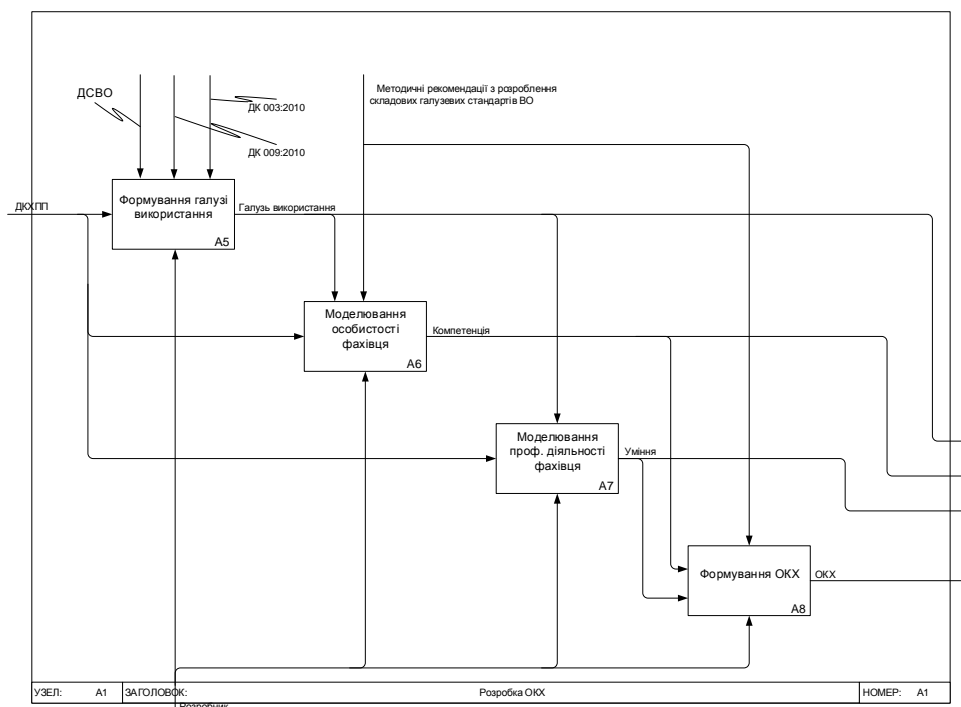 Методичні рекомендації з розроблення
складових галузевих стандартів ВО
ДСВО
ДК 003:2010
ДК 009:2010
ДКХПП
Формування галузі
використання
А5
Галузь використання
Моделювання
особистості
фахівця
А6
Компетенція
Моделювання
проф. діяльності
фахівця
А7
Уміння
Формування ОКХ
А8
ОКХ
УЗЕЛ: А1 ЗАГОЛОВОК: Розробка ОКХ НОМЕР: А1
Розробник